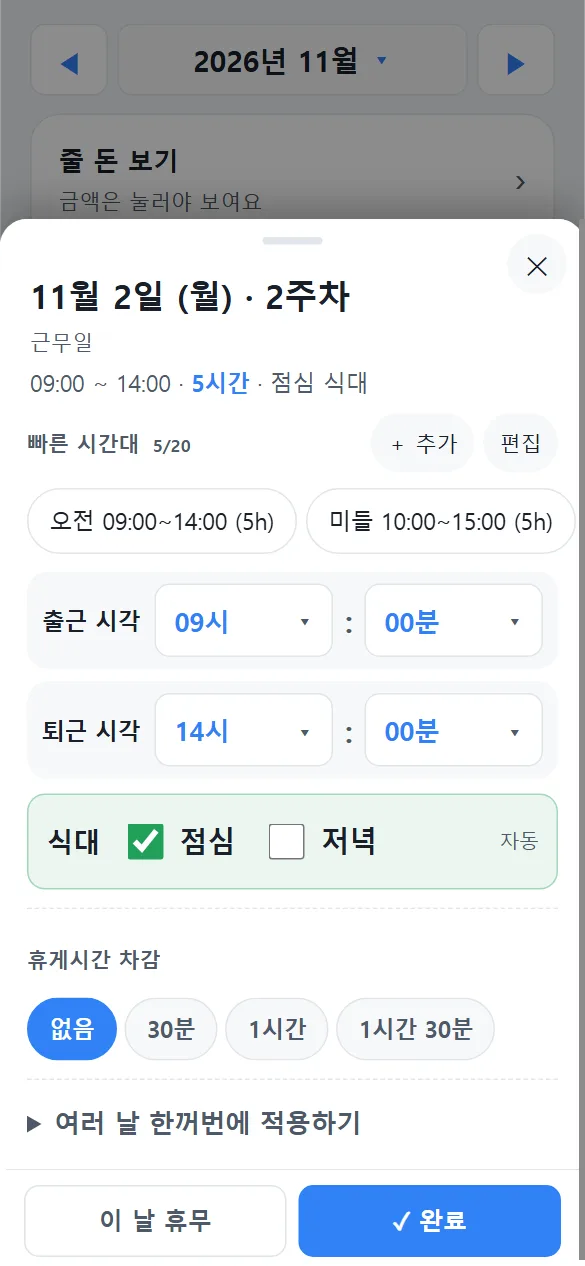 ◀ 2026년 11월 ▼ ▶
줄 돈 보기
금액은 눌러야 보여요 ›
11월 2일 (월) · 2주차
근무일
09:00 ~ 14:00 · 5시간 · 점심 식대
빠른 시간대 5/20 + 추가 편집
오전 09:00~14:00 (5h) 미들 10:00~15:00 (5h)
출근 시각 09시 ▼ : 00분 ▼
퇴근 시각 14시 ▼ : 00분 ▼
식대 ✓ 점심 저녁 자동
휴게시간 차감
없음 30분 1시간 1시간 30분
▶ 여러 날 한꺼번에 적용하기
이 날 휴무 ✓ 완료